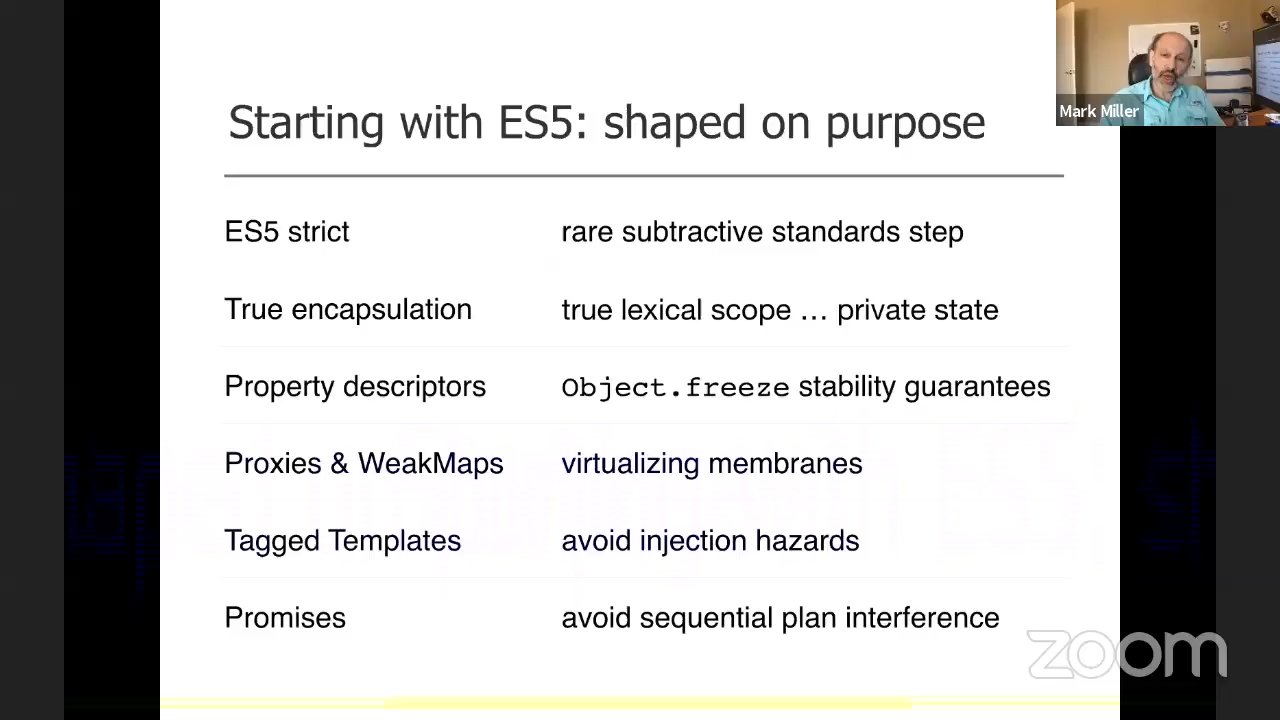 Starting with ES5: shaped on purpose
Mark Miller
ES5 strict rare subtractive standards step
True encapsulation true lexical scope … private state
Property descriptors Object.freeze stability guarantees
Proxies & WeakMaps virtualizing membranes
Tagged Templates avoid injection hazards
Promises avoid sequential plan interference
zoom